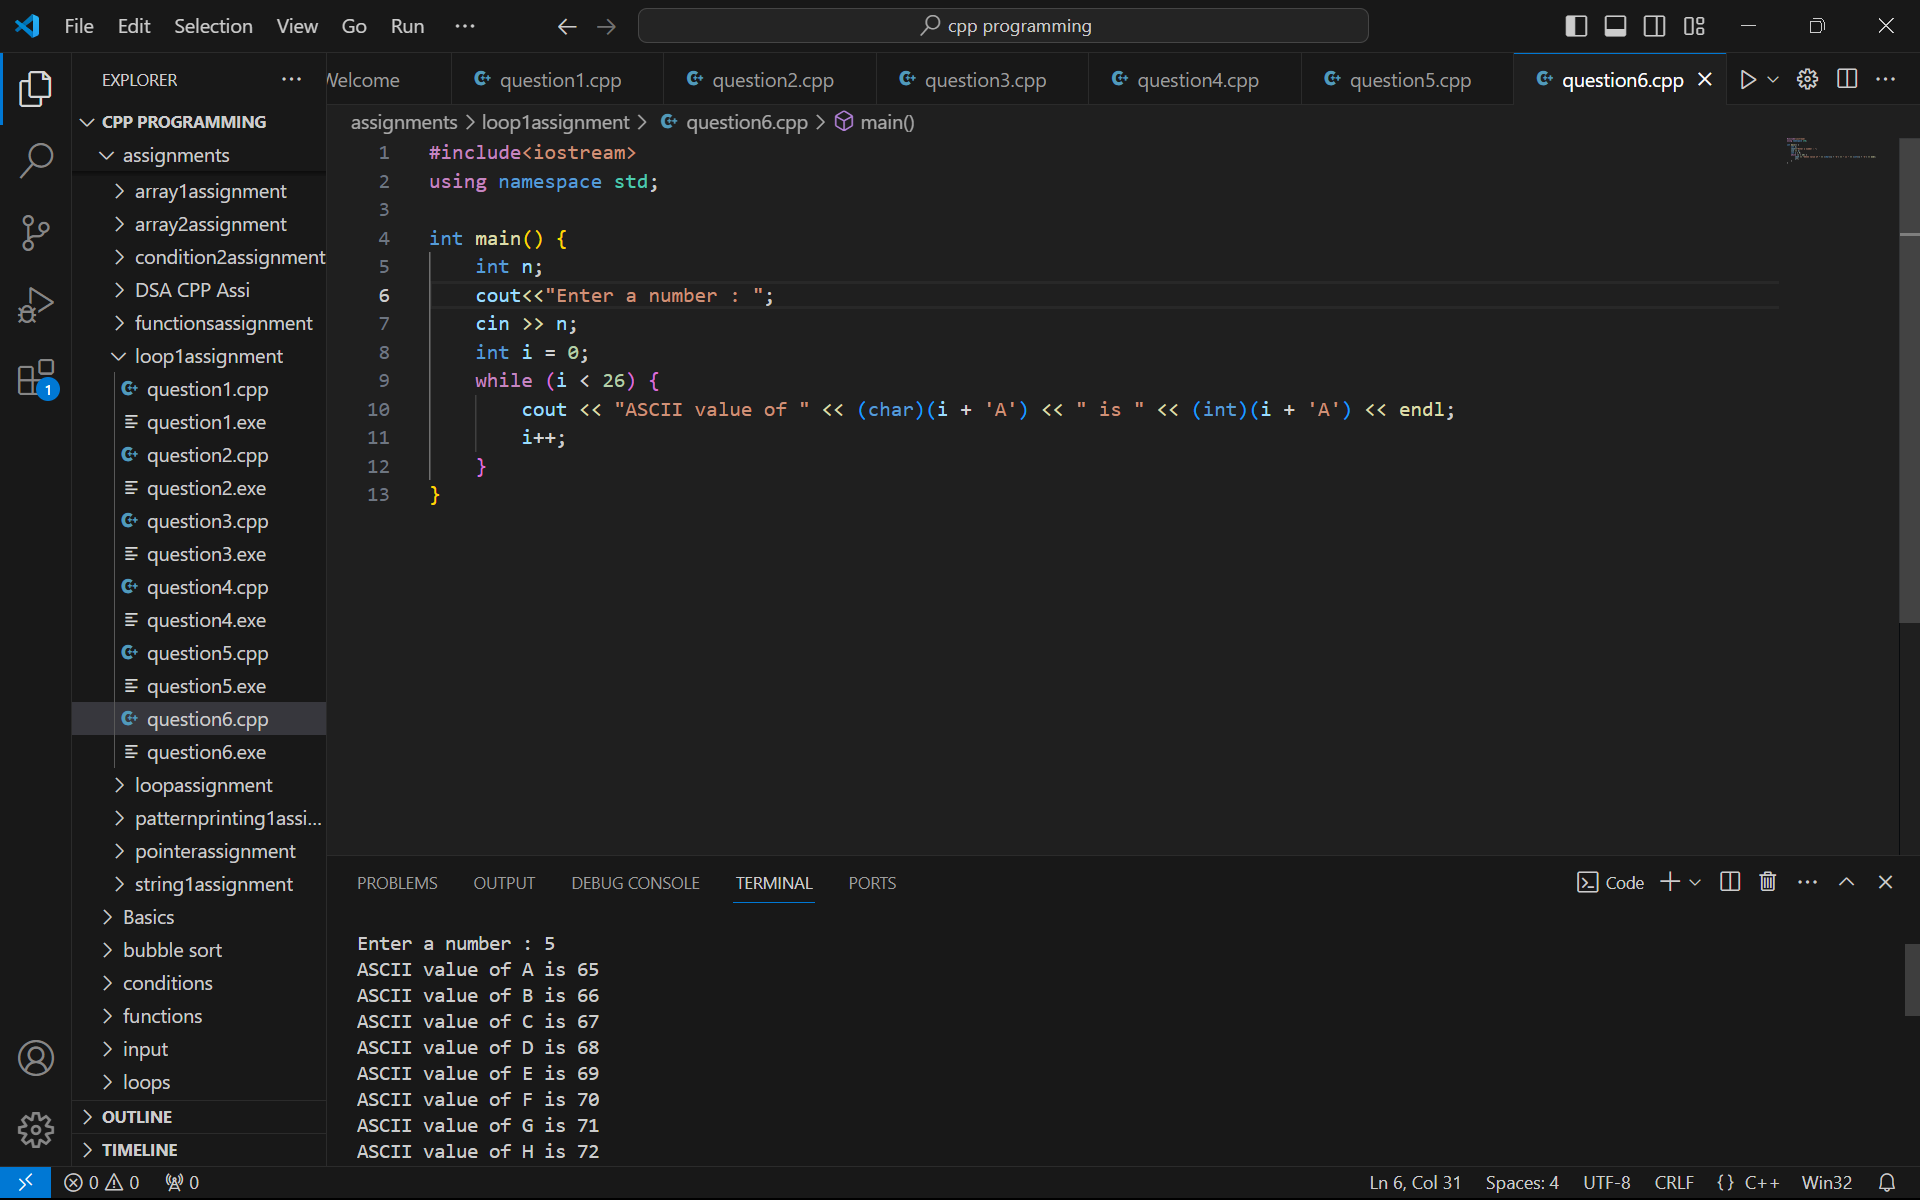 File Edit Selection View Go Run ··· cpp programming
EXPLORER ···
CPP PROGRAMMING
assignments
array1assignment
array2assignment
condition2assignment
DSA CPP Assi
functionsassignment
loop1assignment
question1.cpp
question1.exe
question2.cpp
question2.exe
question3.cpp
question3.exe
question4.cpp
question4.exe
question5.cpp
question5.exe
question6.cpp
question6.exe
loopassignment
patternprinting1assi...
pointerassignment
string1assignment
Basics
bubble sort
conditions
functions
input
loops
OUTLINE
TIMELINE
Welcome question1.cpp question2.cpp question3.cpp question4.cpp question5.cpp question6.cpp
assignments > loop1assignment > question6.cpp > main()
1 #include<iostream>
2 using namespace std;
3
4 int main() {
5 int n;
6 cout<<"Enter a number : ";
7 cin >> n;
8 int i = 0;
9 while (i < 26) {
10 cout << "ASCII value of " << (char)(i + 'A') << " is " << (int)(i + 'A') << endl;
11 i++;
12 }
13 }
PROBLEMS OUTPUT DEBUG CONSOLE TERMINAL PORTS Code
Enter a number : 5
ASCII value of A is 65
ASCII value of B is 66
ASCII value of C is 67
ASCII value of D is 68
ASCII value of E is 69
ASCII value of F is 70
ASCII value of G is 71
ASCII value of H is 72
0 0 0 Ln 6, Col 31 Spaces: 4 UTF-8 CRLF {} C++ Win32
1